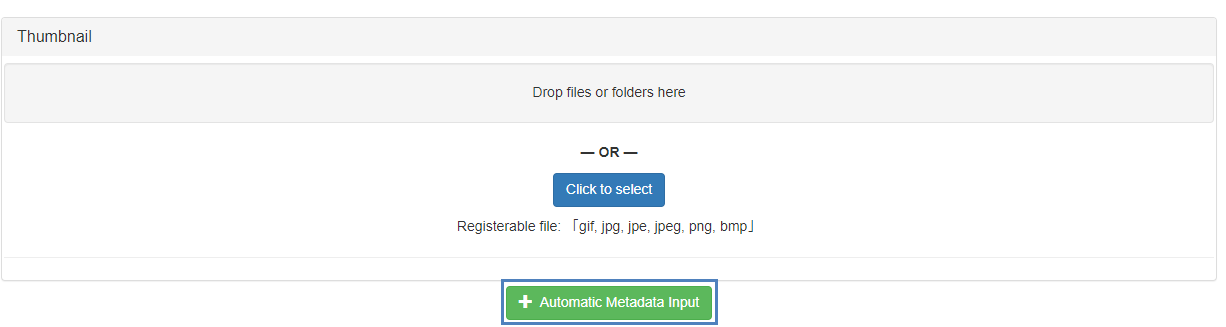 Thumbnail
Drop files or folders here
— OR —
Click to select
Registerable file: 「gif, jpg, jpe, jpeg, png, bmp」
Automatic Metadata Input